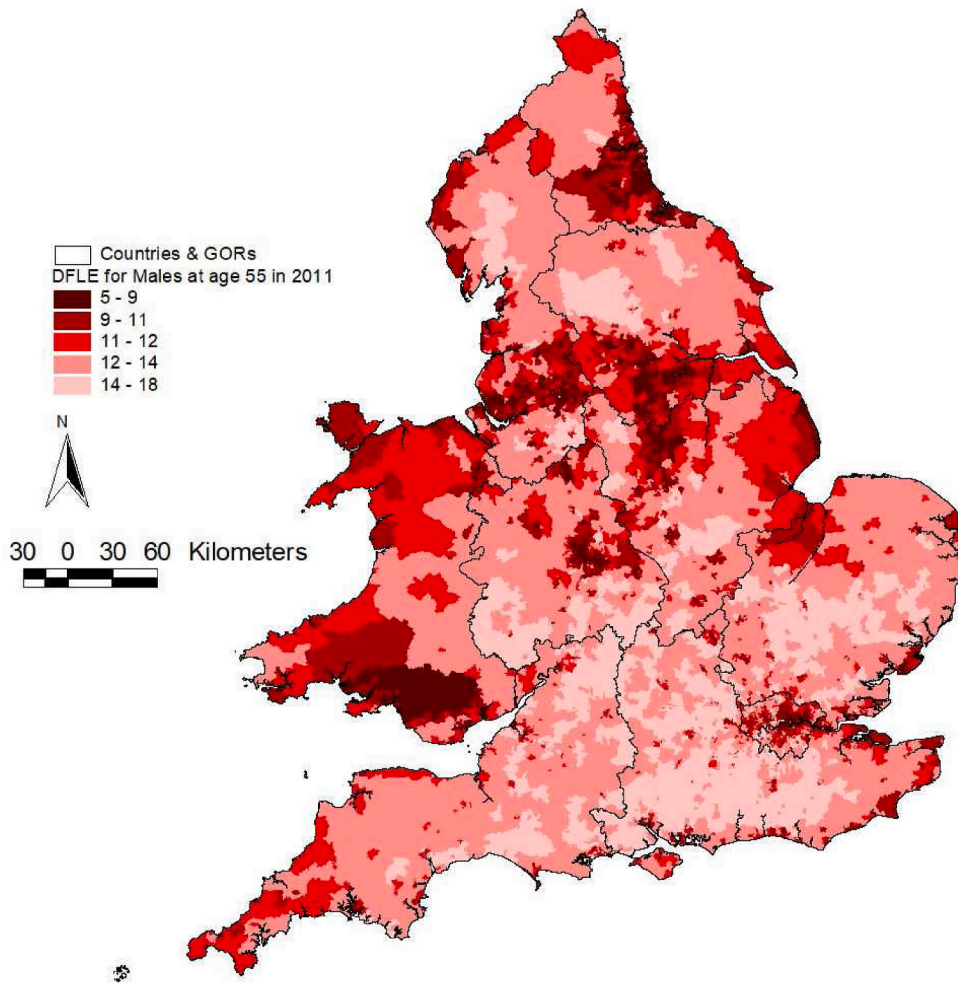 Countries & GORs
DFLE for Males at age 55 in 2011
5 - 9
9 - 11
11 - 12
12 - 14
14 - 18
N
30 0 30 60 Kilometers